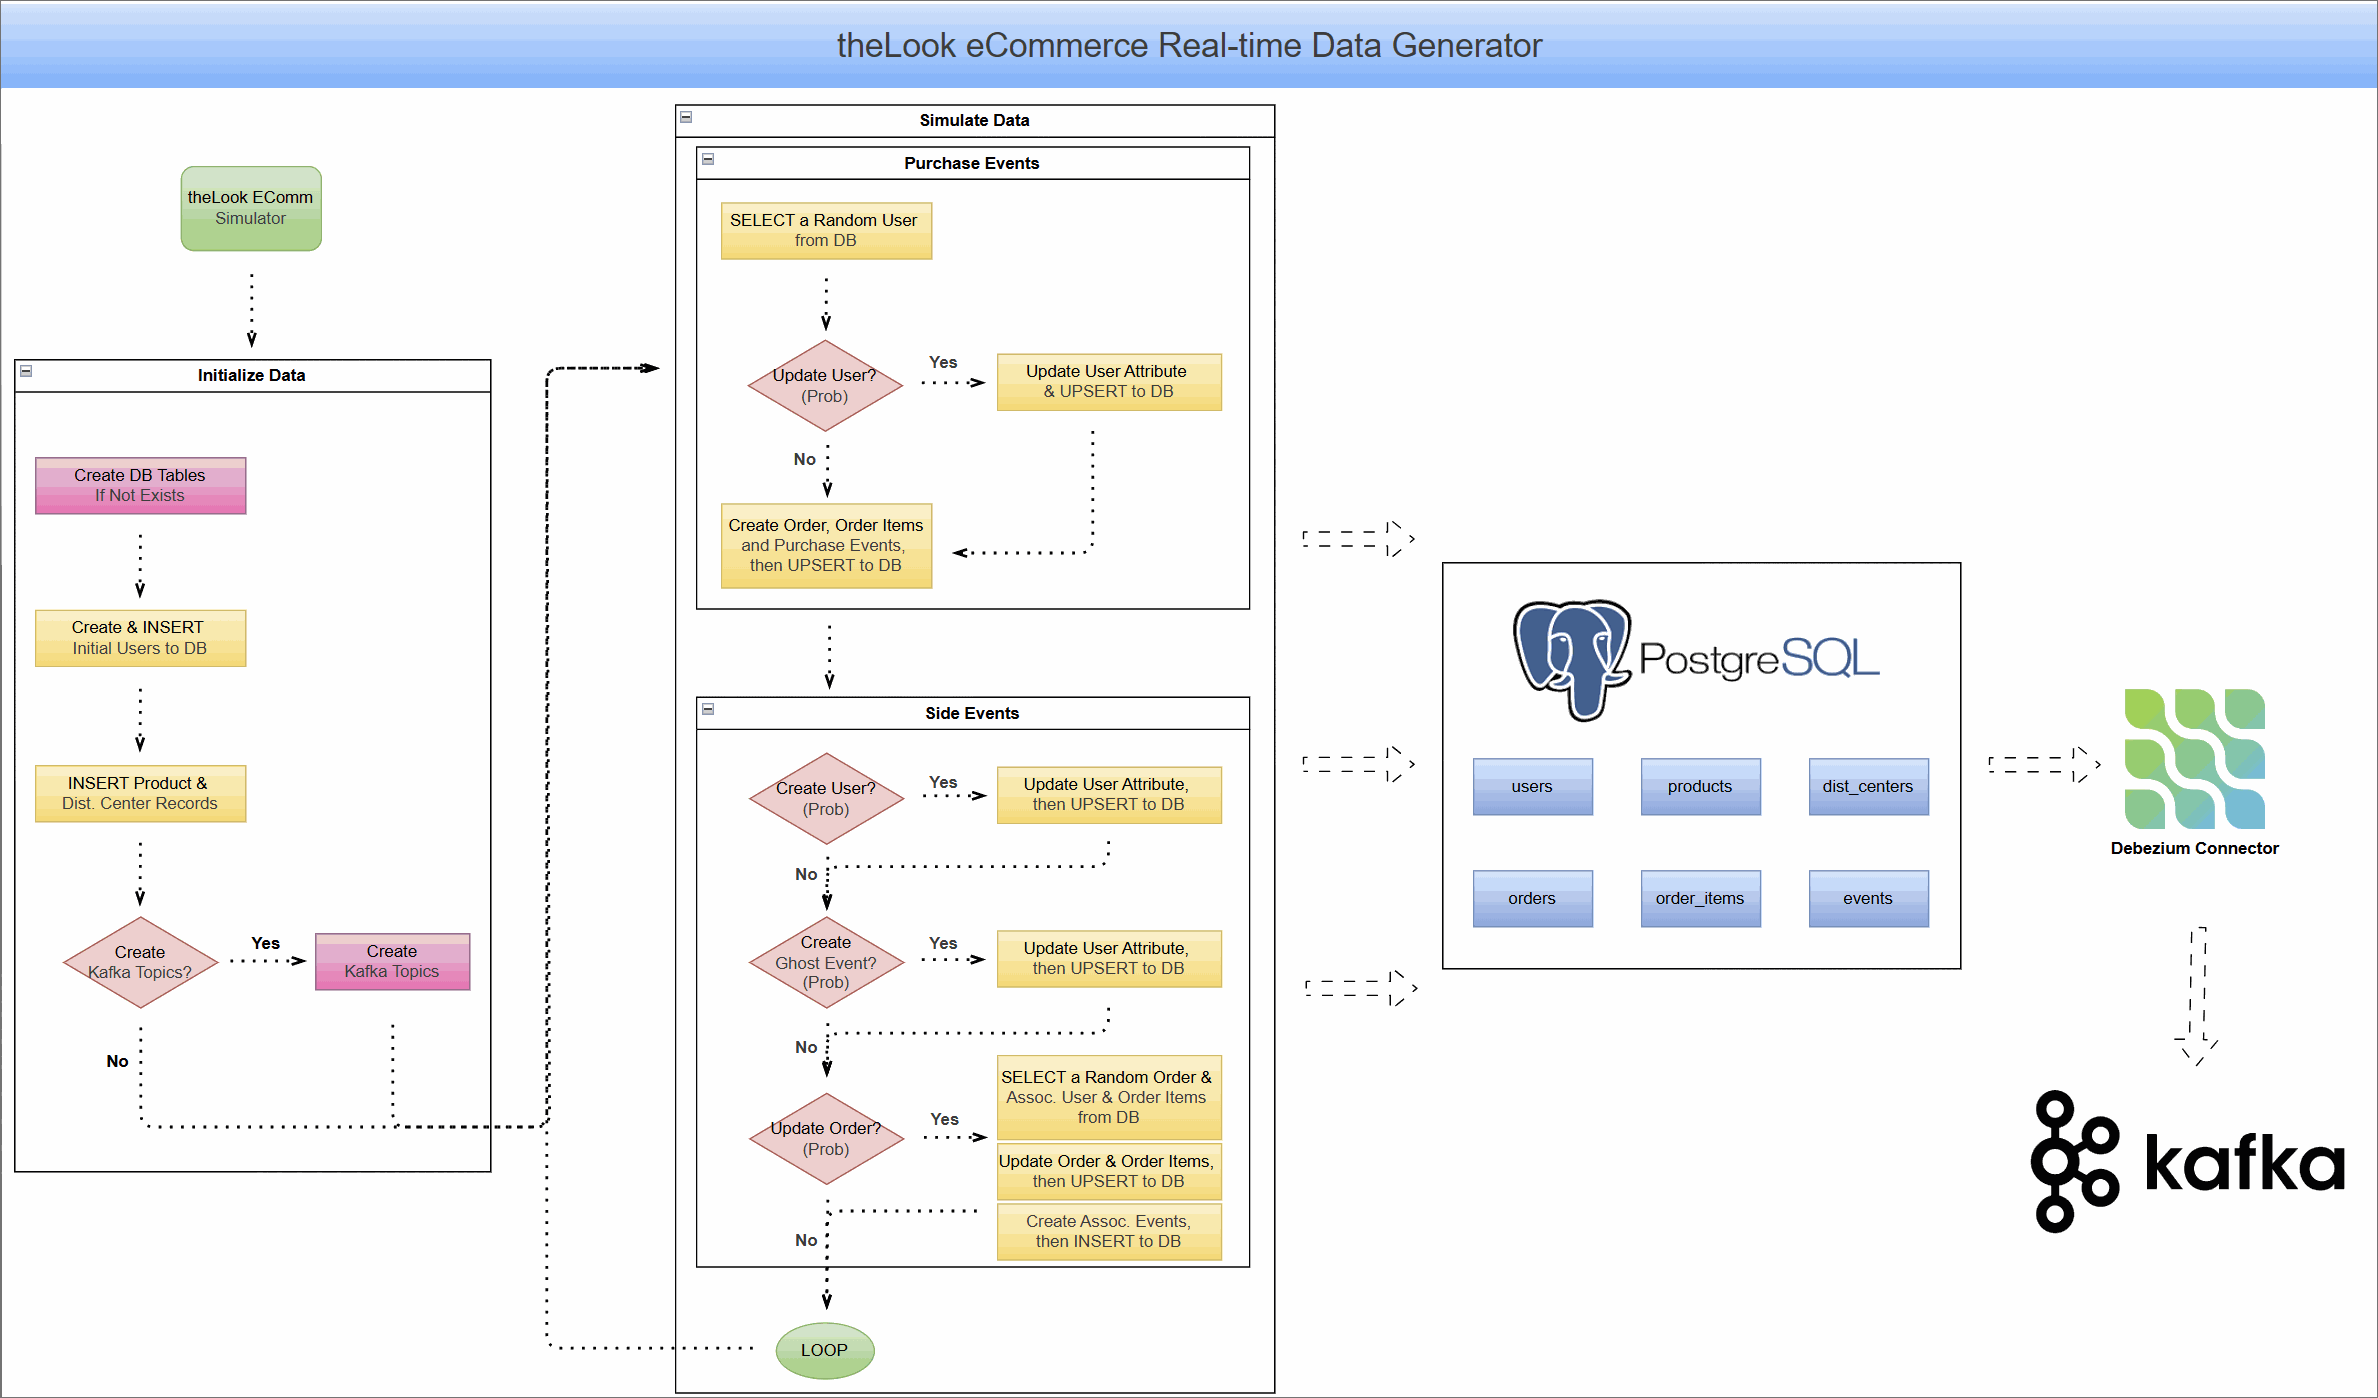 theLook eCommerce Real-time Data Generator
theLook EComm
Simulator
Initialize Data
Create DB Tables
If Not Exists
Create & INSERT
Initial Users to DB
INSERT Product &
Dist. Center Records
Create
Kafka Topics?
Yes
Create
Kafka Topics
No
Simulate Data
Purchase Events
SELECT a Random User
from DB
Update User?
(Prob)
Yes
Update User Attribute
& UPSERT to DB
No
Create Order, Order Items
and Purchase Events,
then UPSERT to DB
Side Events
Create User?
(Prob)
Yes
Update User Attribute,
then UPSERT to DB
No
Create
Ghost Event?
(Prob)
Yes
Update User Attribute,
then UPSERT to DB
No
Update Order?
(Prob)
Yes
SELECT a Random Order &
Assoc. User & Order Items
from DB
Update Order & Order Items,
then UPSERT to DB
Create Assoc. Events,
then INSERT to DB
No
LOOP
PostgreSQL
users
products
dist_centers
orders
order_items
events
Debezium Connector
kafka